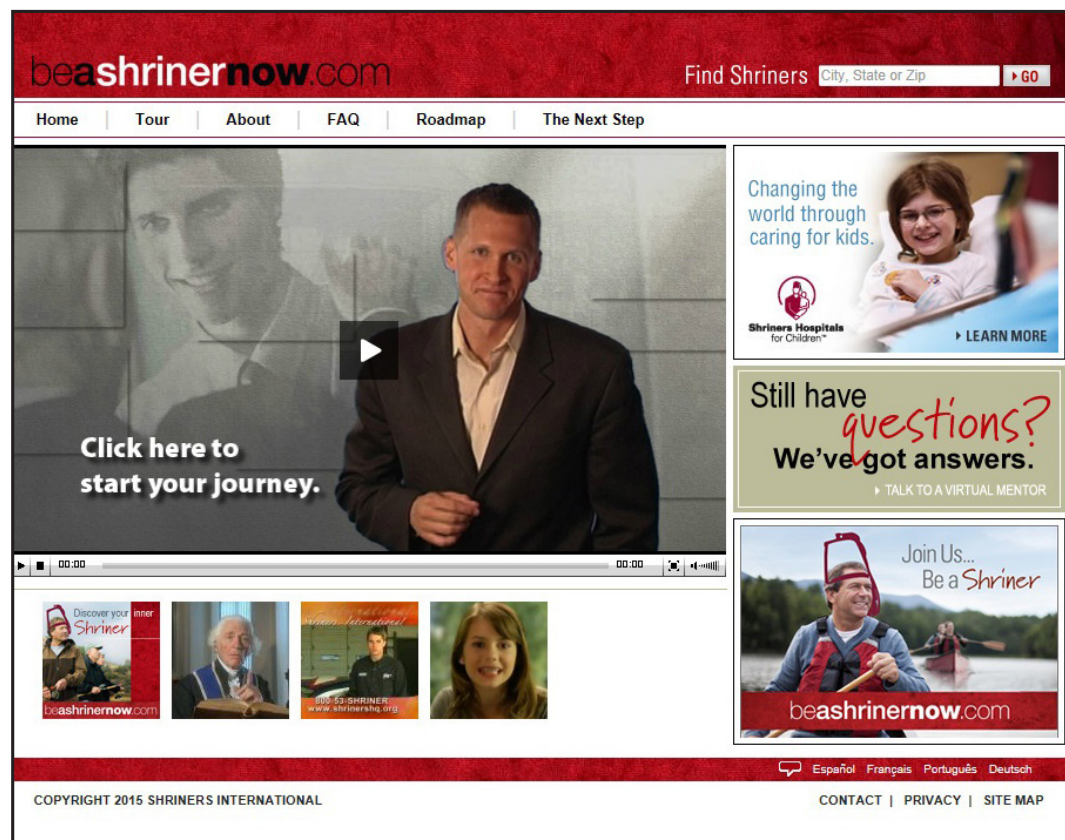 beashrinernow.com
Find Shriners City, State or Zip GO
Home Tour About FAQ Roadmap The Next Step
Click here to
start your journey.
00:00 00:00
Changing the
world through
caring for kids.
Shriners Hospitals
for Children™
LEARN MORE
Still have
questions?
We've got answers.
TALK TO A VIRTUAL MENTOR
Join Us...
Be a Shriner
beashrinernow.com
Discover your inner
Shriner
beashrinernow.com
Shriners International
800-53-SHRINER
www.shrinershq.org
Español Français Português Deutsch
COPYRIGHT 2015 SHRINERS INTERNATIONAL
CONTACT | PRIVACY | SITE MAP